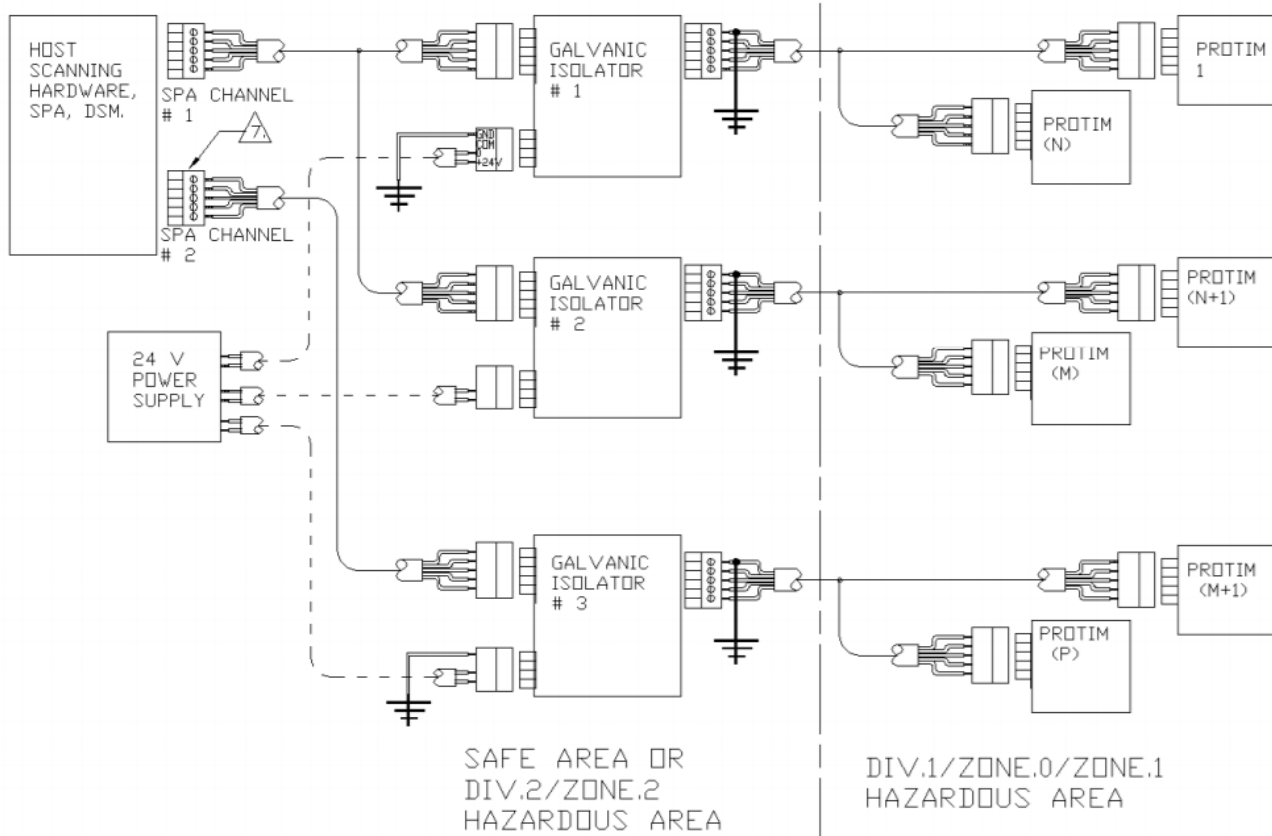 HOST
SCANNING
HARDWARE,
SPA, DSM.
SPA CHANNEL
# 1
7.
SPA CHANNEL
# 2
24 V
POWER
SUPPLY
GALVANIC
ISOLATOR
# 1
GND
COM
0
+24V
GALVANIC
ISOLATOR
# 2
GALVANIC
ISOLATOR
# 3
PROTIM
1
PROTIM
(N)
PROTIM
(N+1)
PROTIM
(M)
PROTIM
(M+1)
PROTIM
(P)
SAFE AREA OR
DIV.2/ZONE.2
HAZARDOUS AREA
DIV.1/ZONE.0/ZONE.1
HAZARDOUS AREA